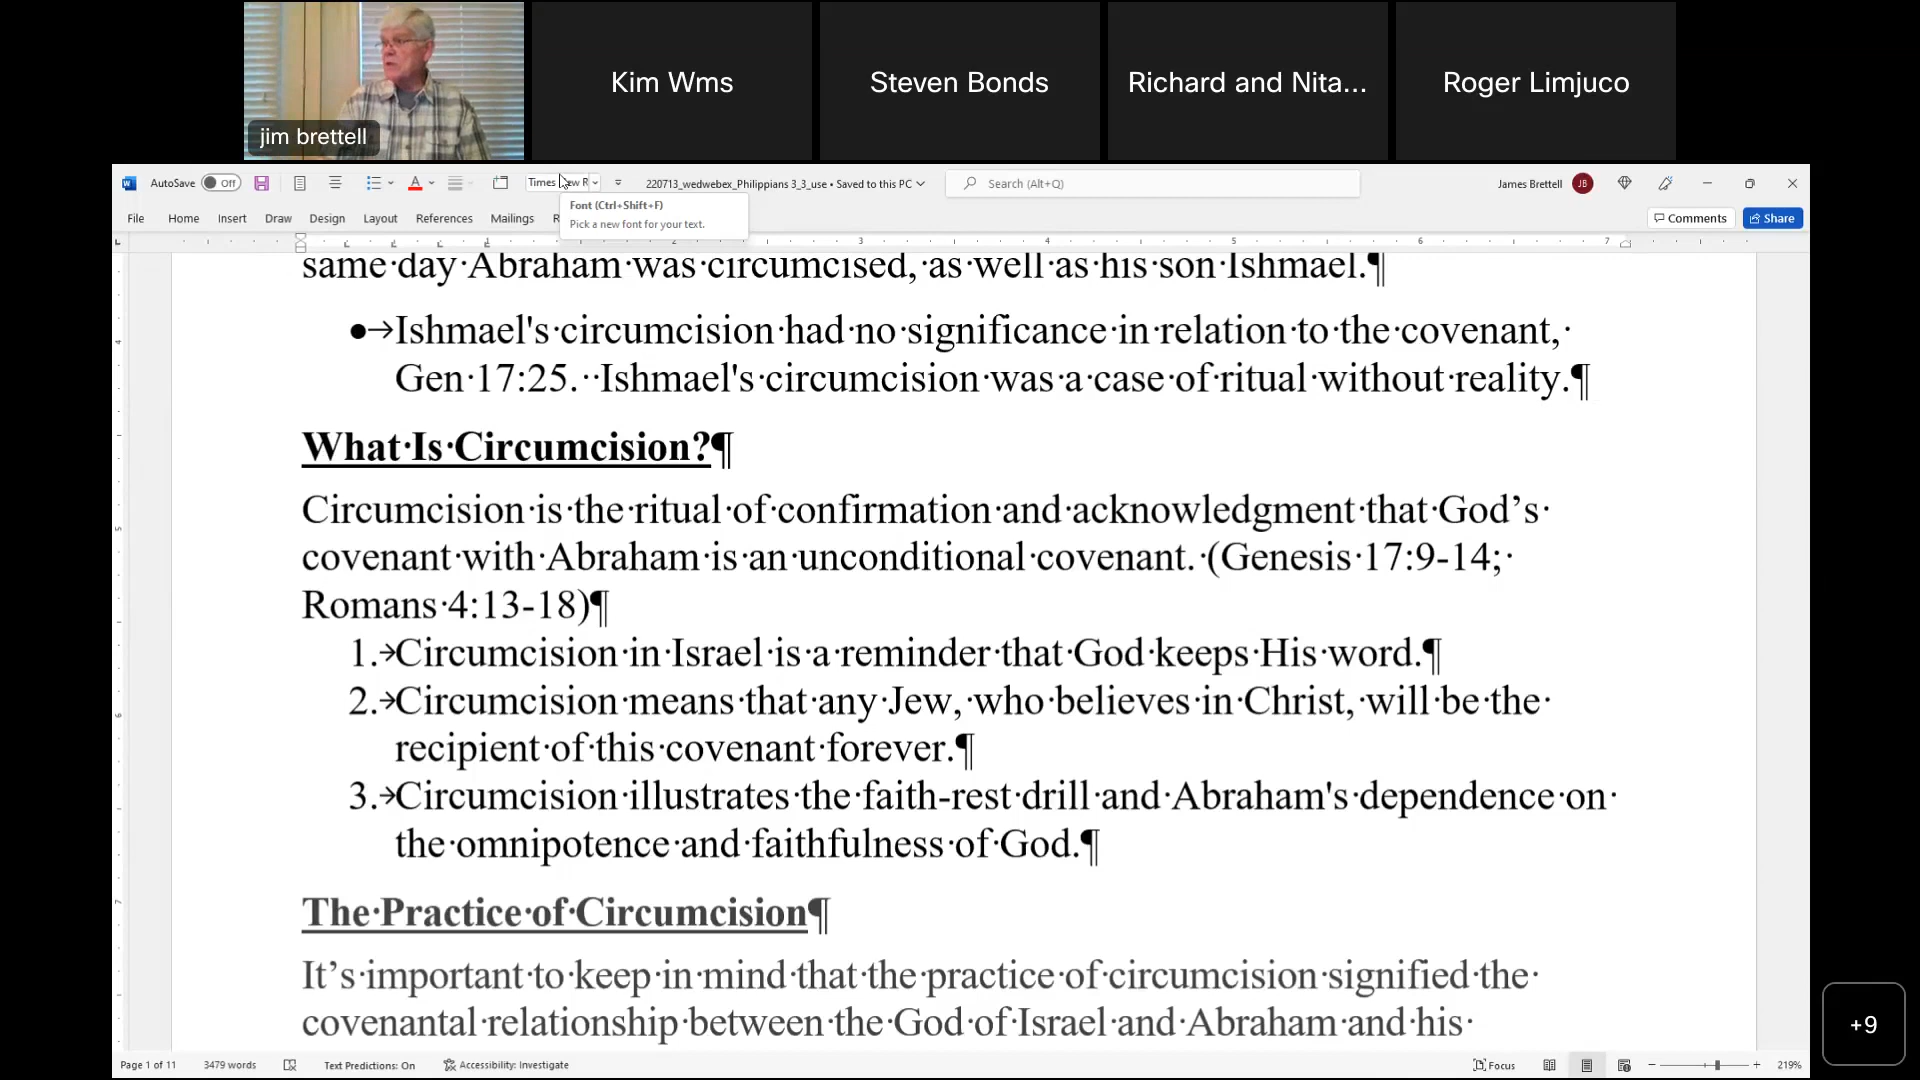 jim brettell
Kim Wms
Steven Bonds
Richard and Nita...
Roger Limjuco
AutoSave Off
220713_wedwebex_Philippians 3_3_use • Saved to this PC
Search (Alt+Q)
James Brettell JB
File Home Insert Draw Design Layout References Mailings
Comments Share
Font (Ctrl+Shift+F)
Pick a new font for your text.
same day Abraham was circumcised, as well as his son Ishmael.¶
•→Ishmael's circumcision had no significance in relation to the covenant,
Gen 17:25. Ishmael's circumcision was a case of ritual without reality.¶
What Is Circumcision?¶
Circumcision is the ritual of confirmation and acknowledgment that God’s
covenant with Abraham is an unconditional covenant. (Genesis 17:9-14;
Romans 4:13-18)¶
1.→Circumcision in Israel is a reminder that God keeps His word.¶
2.→Circumcision means that any Jew, who believes in Christ, will be the
recipient of this covenant forever.¶
3.→Circumcision illustrates the faith-rest drill and Abraham's dependence on
the omnipotence and faithfulness of God.¶
The Practice of Circumcision¶
It’s important to keep in mind that the practice of circumcision signified the
covenantal relationship between the God of Israel and Abraham and his
+9
Page 1 of 11 3479 words Text Predictions: On Accessibility: Investigate Focus 219%